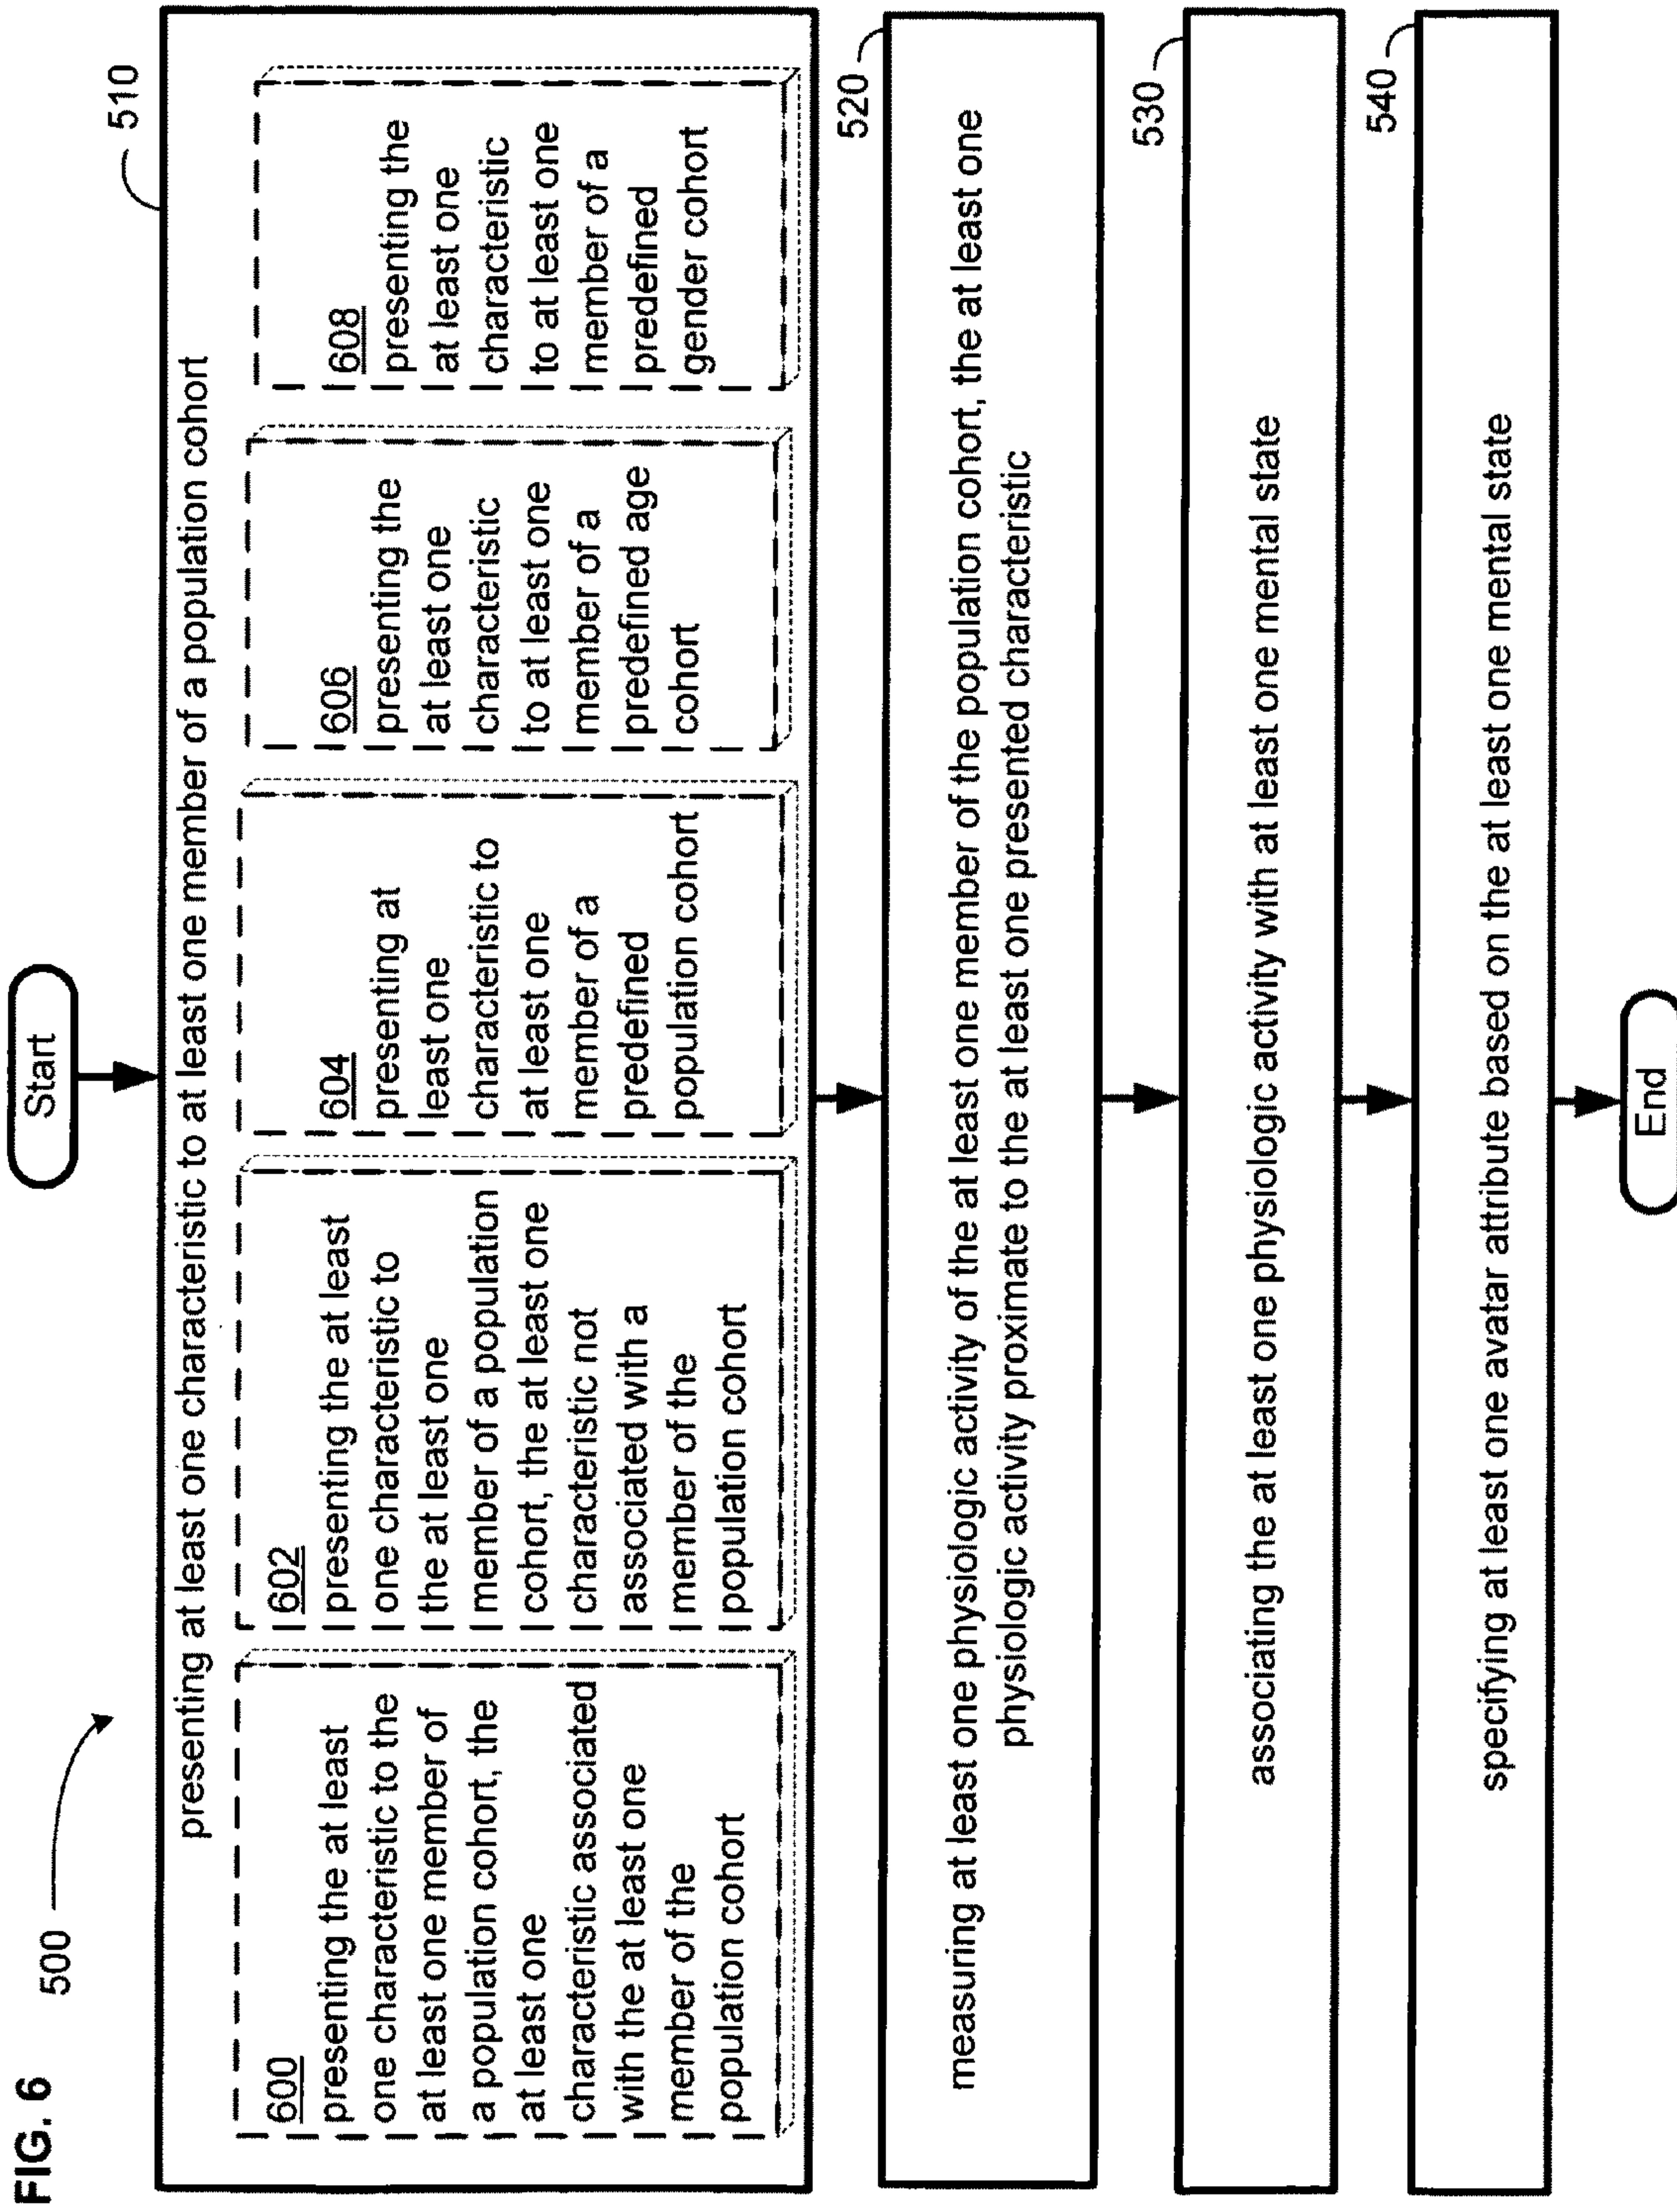 FIG. 6
500
Start
510
presenting at least one characteristic to at least one member of a population cohort
600
presenting the at least
one characteristic to the
at least one member of
a population cohort, the
at least one
characteristic associated
with the at least one
member of the
population cohort
602
presenting the at least
one characteristic to
the at least one
member of a population
cohort, the at least one
characteristic not
associated with a
member of the
population cohort
604
presenting at
least one
characteristic to
at least one
member of a
predefined
population cohort
606
presenting the
at least one
characteristic
to at least one
member of a
predefined age
cohort
608
presenting the
at least one
characteristic
to at least one
member of a
predefined
gender cohort
520
measuring at least one physiologic activity of the at least one member of the population cohort, the at least one
physiologic activity proximate to the at least one presented characteristic
530
associating the at least one physiologic activity with at least one mental state
540
specifying at least one avatar attribute based on the at least one mental state
End